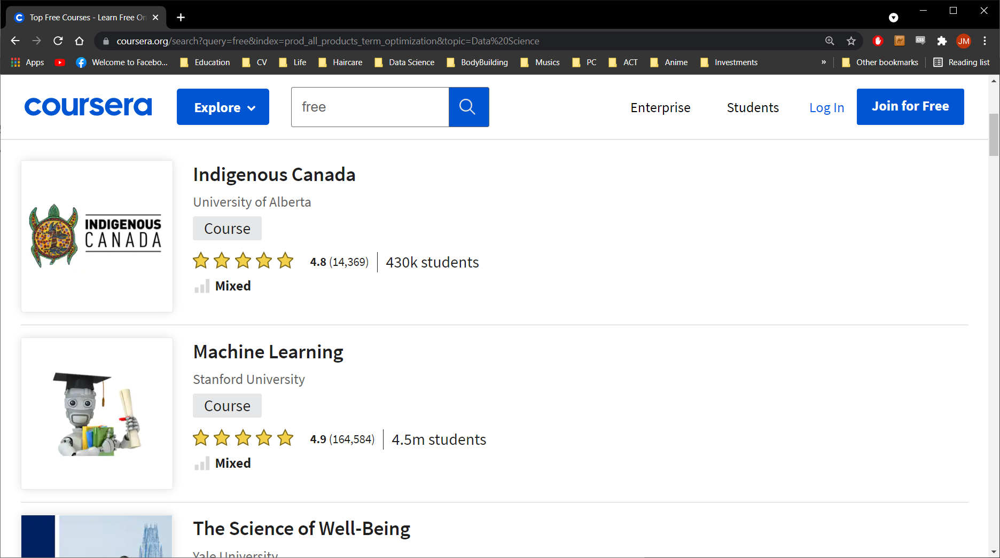 Top Free Courses - Learn Free On
coursera.org/search?query=free&index=prod_all_products_term_optimization&topic=Data%20Science
CSS
JM
Apps
Welcome to Facebo...
Education
CV
Life
Haircare
Data Science
BodyBuilding
Musics
PC
ACT
Anime
Investments
»
Other bookmarks
Reading list
coursera
Explore
free
Enterprise
Students
Log In
Join for Free
INDIGENOUS
CANADA
Indigenous Canada
University of Alberta
Course
4.8 (14,369)
430k students
Mixed
Machine Learning
Stanford University
Course
4.9 (164,584)
4.5m students
Mixed
The Science of Well-Being
Yale University